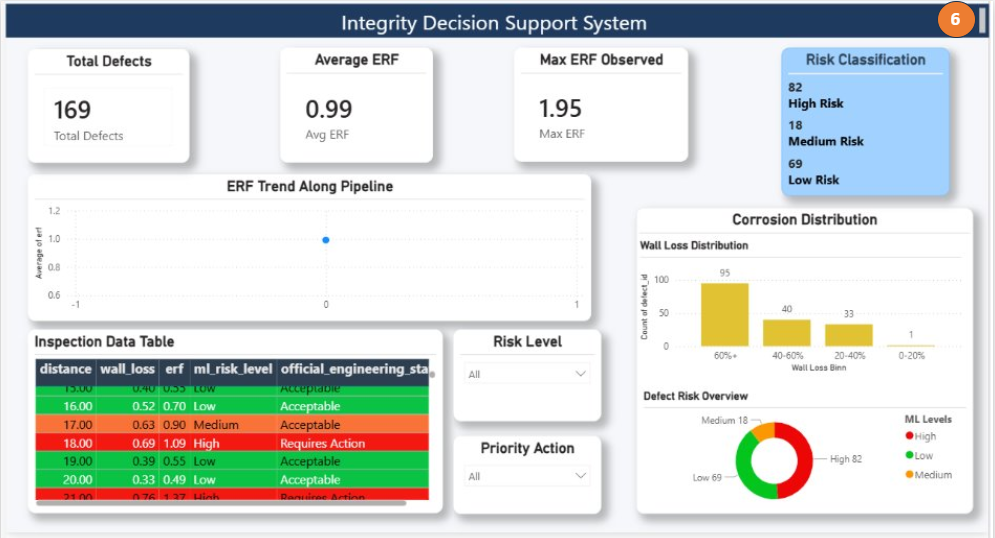 Integrity Decision Support System
6
Total Defects
169
Total Defects
Average ERF
0.99
Avg ERF
Max ERF Observed
1.95
Max ERF
Risk Classification
82
High Risk
18
Medium Risk
69
Low Risk
ERF Trend Along Pipeline
Average of erf
1.2
1.0
0.8
0.6
-1 0 1
Corrosion Distribution
Wall Loss Distribution
Count of defect_id
100
50
0
95
40
33
1
60%+ 40-60% 20-40% 0-20%
Wall Loss Binn
Inspection Data Table
distance wall_loss erf ml_risk_level official_engineering_sta
15.00 0.40 0.55 Low Acceptable
16.00 0.52 0.70 Low Acceptable
17.00 0.63 0.90 Medium Acceptable
18.00 0.69 1.09 High Requires Action
19.00 0.39 0.55 Low Acceptable
20.00 0.33 0.49 Low Acceptable
21.00 0.76 1.37 High Requires Action
Risk Level
All
Priority Action
All
Defect Risk Overview
Medium 18
High 82
Low 69
ML Levels
High
Low
Medium